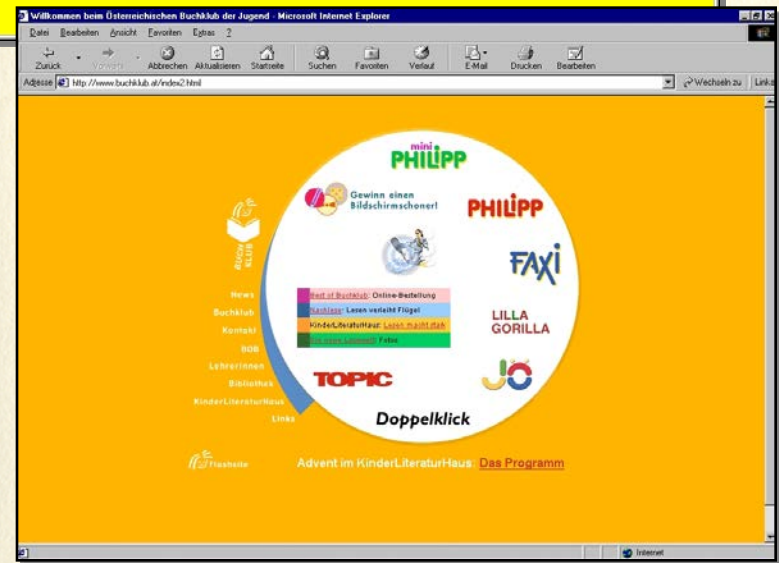 Willkommen beim Österreichischen Buchklub der Jugend - Microsoft Internet Explorer
Datei Bearbeiten Ansicht Favoriten Extras ?
Zurück Vorwärts Abbrechen Aktualisieren Startseite Suchen Favoriten Verlauf E-Mail Drucken Bearbeiten
Adresse http://www.buchklub.at/index2.html Wechseln zu Links
mini
PHILIPP
Gewinn einen
Bildschirmschoner!
PHILIPP
BUCH
KLUB
FAXI
News
Buchklub
Kontakt
BOB
LehrerInnen
Bibliothek
KinderLiteraturHaus
Links
Best of Buchklub: Online-Bestellung
Nachlese: Lesen verleiht Flügel
KinderLiteraturHaus: Lesen macht stark
: Fotos
LILLA
GORILLA
TOPIC
JÖ
Doppelklick
Advent im KinderLiteraturHaus: Das Programm
Internet